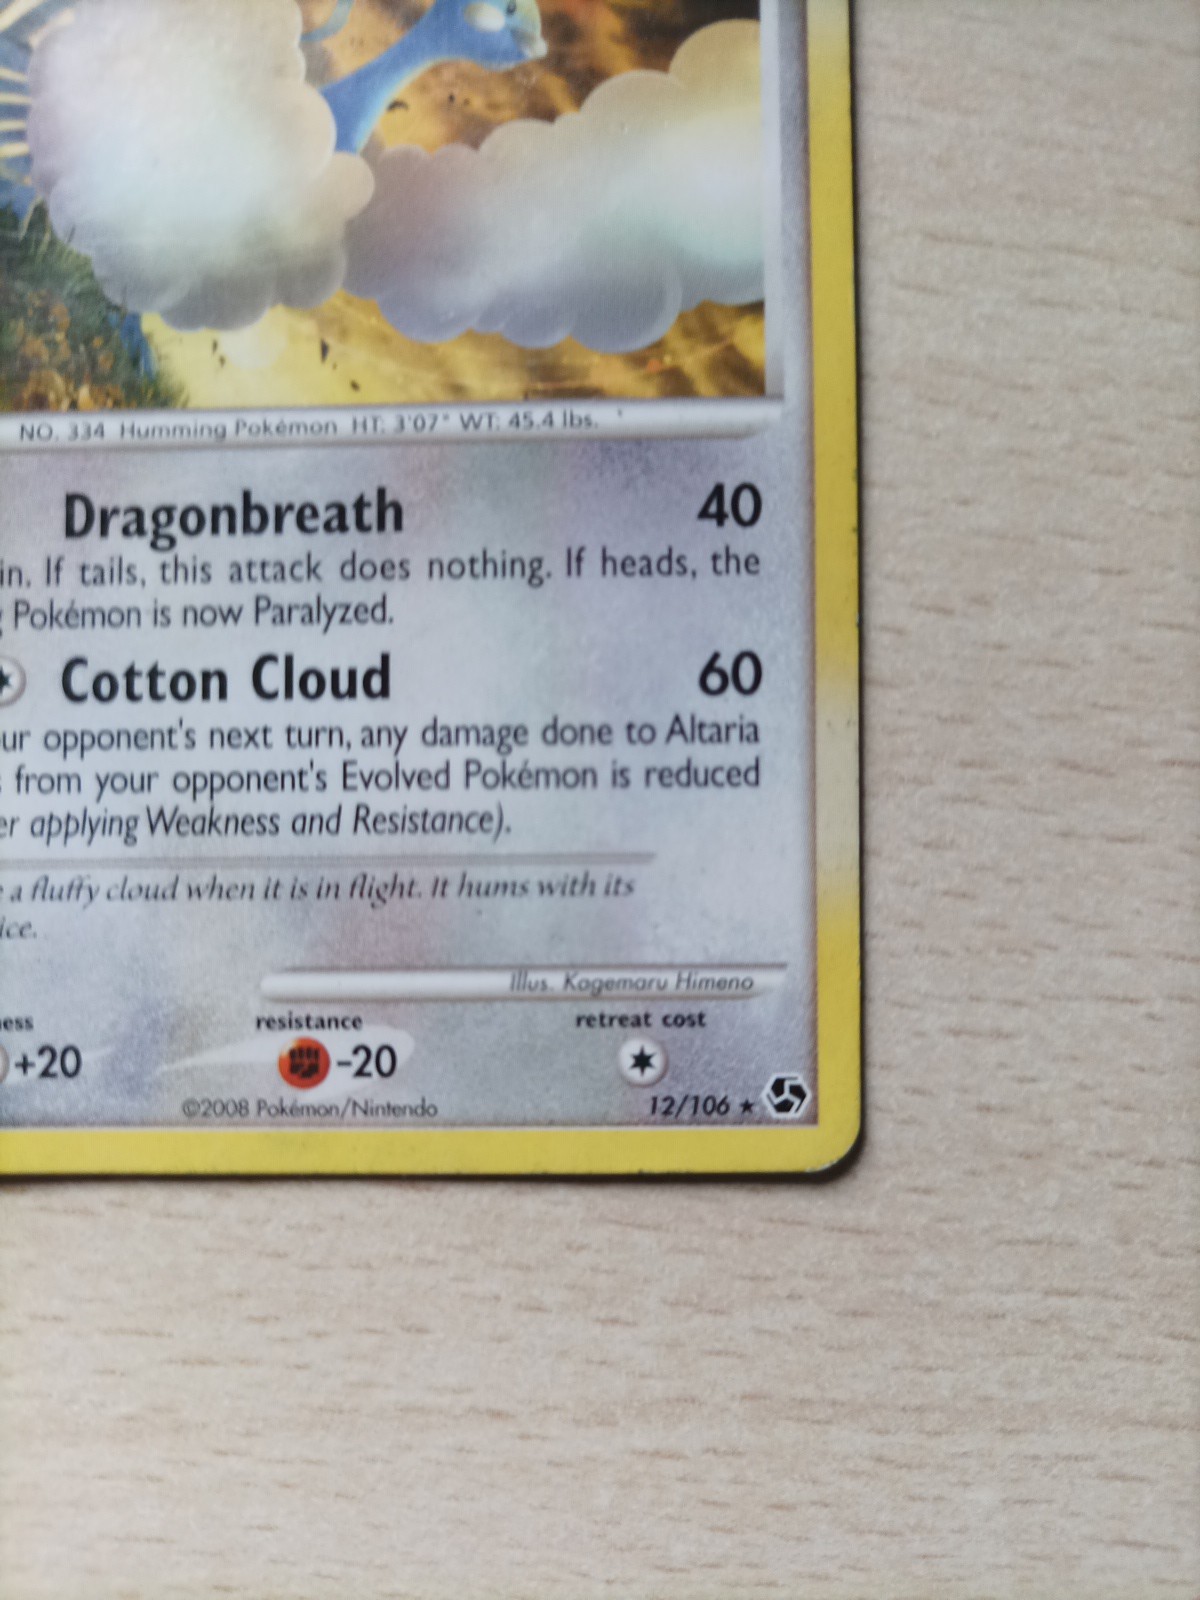 NO. 334 Humming Pokémon HT: 3'07" WT: 45.4 lbs.
Dragonbreath 40
in. If tails, this attack does nothing. If heads, the
g Pokémon is now Paralyzed.
Cotton Cloud 60
ur opponent's next turn, any damage done to Altaria
from your opponent's Evolved Pokémon is reduced
er applying Weakness and Resistance).
a fluffy cloud when it is in flight. It hums with its
ice.
Illus. Kagemaru Himeno
ess resistance retreat cost
+20 -20
©2008 Pokémon/Nintendo 12/106